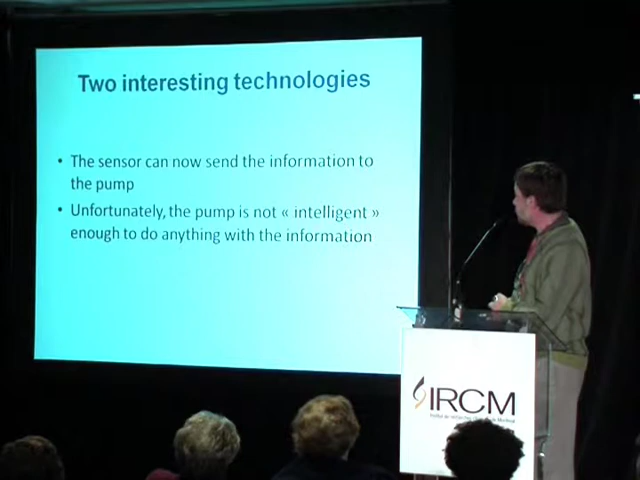 Two interesting technologies
• The sensor can now send the information to
the pump
• Unfortunately, the pump is not « intelligent »
enough to do anything with the information
IRCM